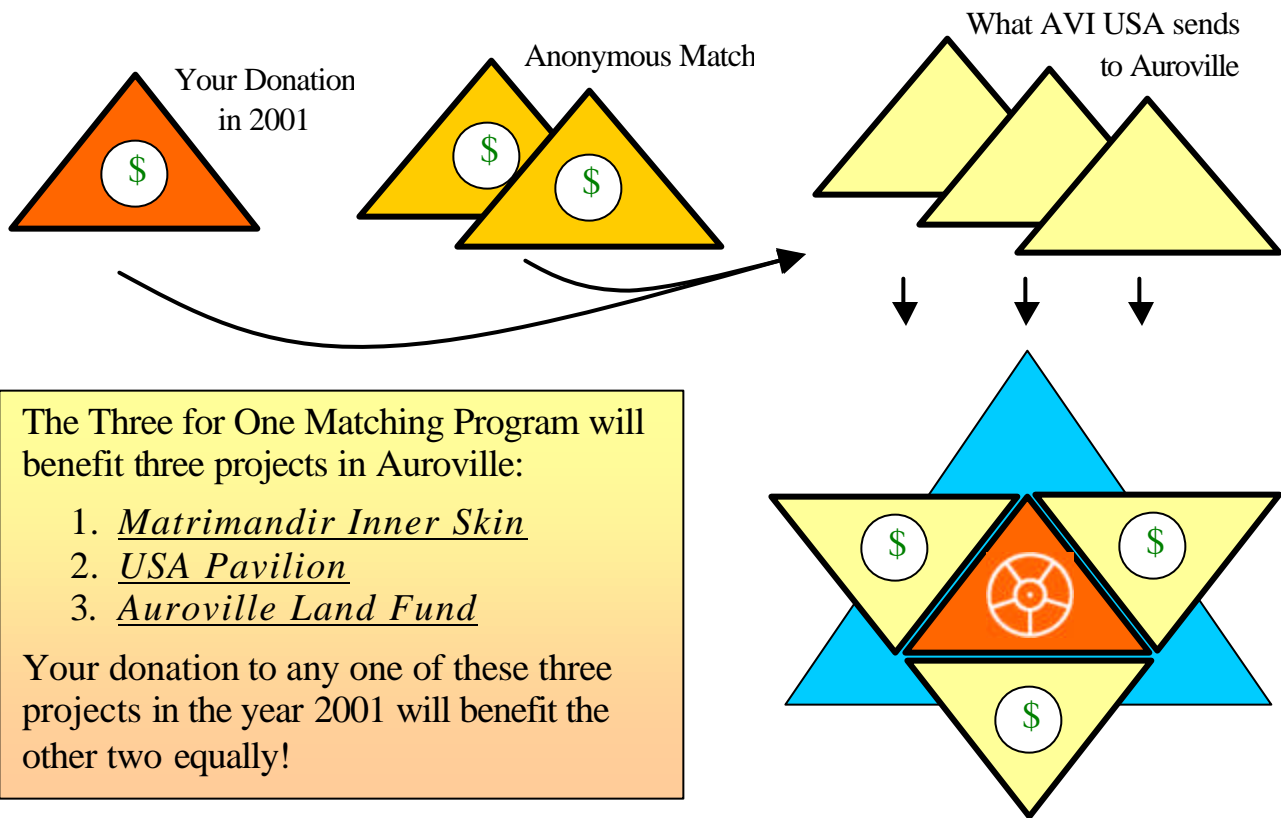 Your Donation
in 2001
$
Anonymous Match
$
$
What AVI USA sends
to Auroville
The Three for One Matching Program will
benefit three projects in Auroville:
1. Matrimandir Inner Skin
2. USA Pavilion
3. Auroville Land Fund
Your donation to any one of these three
projects in the year 2001 will benefit the
other two equally!
$
$
$